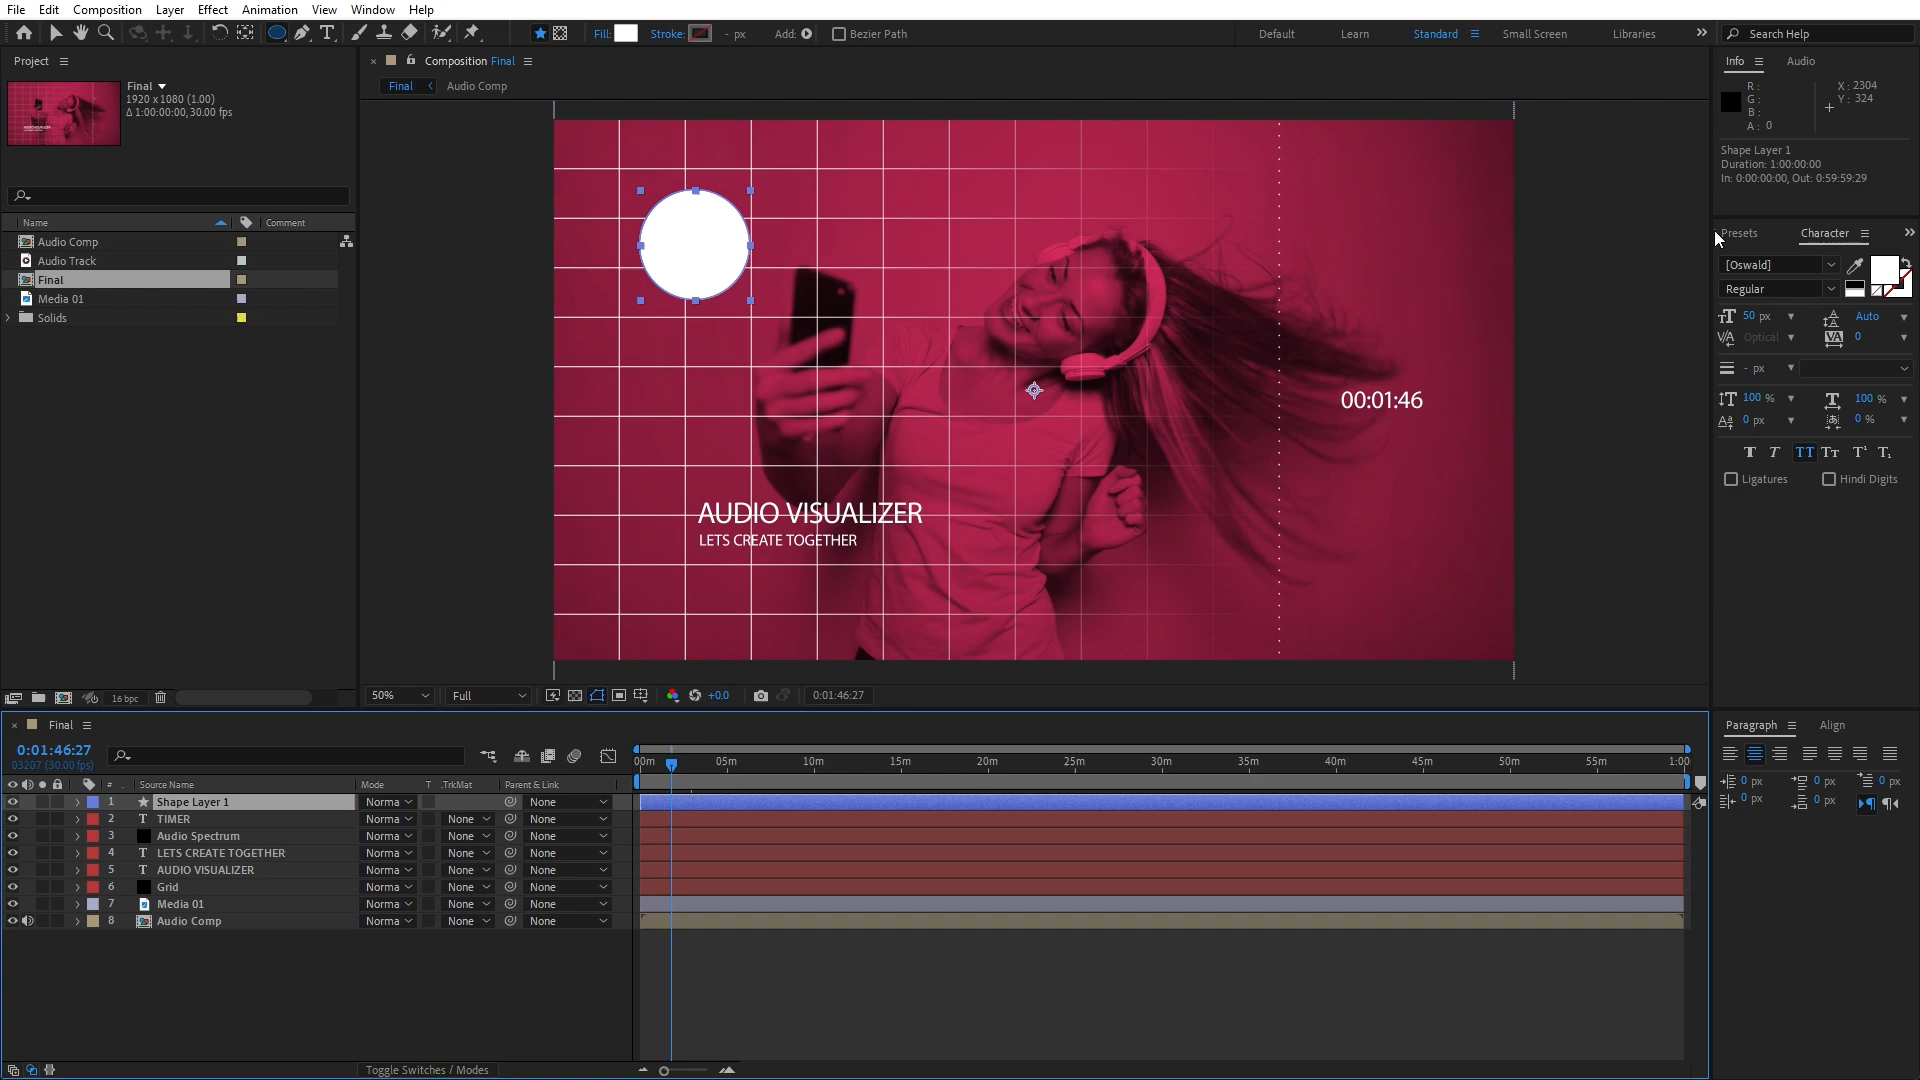 File Edit Composition Layer Effect Animation View Window Help
Fill: Stroke: - px Add: Bezier Path Default Learn Standard Small Screen Libraries Search Help
Project
Final
1920 x 1080 (1.00)
Δ 1:00:00:00, 30.00 fps
Name Comment
Audio Comp
Audio Track
Final
Media 01
Solids
16 bpc
Composition Final
Final Audio Comp
AUDIO VISUALIZER
LETS CREATE TOGETHER
00:01:46
50% Full +0.0 0:01:46:27
Info Audio
R : X : 2304
G : Y : 324
B :
A : 0
Shape Layer 1
Duration: 1:00:00:00
In: 0:00:00:00, Out: 0:59:59:29
Presets Character
[Oswald]
Regular
50 px Auto
Optical 0
- px
100 % 100 %
0 px 0 %
T T TT Tт T¹ T₁
Ligatures Hindi Digits
Final
0:01:46:27
03207 (30.00 fps)
00m 05m 10m 15m 20m 25m 30m 35m 40m 45m 50m 55m 1:00
# . Source Name Mode T .TrkMat Parent & Link
1 Shape Layer 1 Norma None
2 T TIMER Norma None None
3 Audio Spectrum Norma None None
4 T LETS CREATE TOGETHER Norma None None
5 T AUDIO VISUALIZER Norma None None
6 Grid Norma None None
7 Media 01 Norma None None
8 Audio Comp Norma None None
Toggle Switches / Modes
Paragraph Align
0 px 0 px 0 px
0 px 0 px